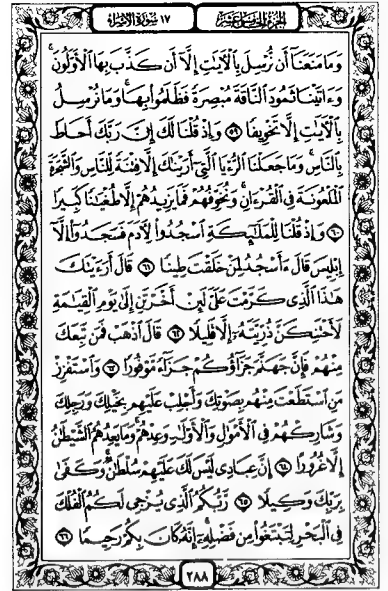 الجزء الخامس عشر
١٧ سورة الإسراء
وَمَا مَنَعَنَآ أَن نُّرْسِلَ بِٱلْأٓيَٰتِ إِلَّآ أَن كَذَّبَ بِهَا ٱلْأَوَّلُونَ ۚ
وَءَاتَيْنَا ثَمُودَ ٱلنَّاقَةَ مُبْصِرَةً فَظَلَمُوا۟ بِهَا ۚ وَمَا نُرْسِلُ
بِٱلْأٓيَٰتِ إِلَّا تَخْوِيفًا ٥٩ وَإِذْ قُلْنَا لَكَ إِنَّ رَبَّكَ أَحَاطَ
بِٱلنَّاسِ ۚ وَمَا جَعَلْنَا ٱلرُّءْيَا ٱلَّتِىٓ أَرَيْنَٰكَ إِلَّا فِتْنَةً لِّلنَّاسِ وَٱلشَّجَرَةَ
ٱلْمَلْعُونَةَ فِى ٱلْقُرْءَانِ ۚ وَنُخَوِّفُهُمْ فَمَا يَزِيدُهُمْ إِلَّا طُغْيَٰنًا كَبِيرًا
٦٠ وَإِذْ قُلْنَا لِلْمَلَٰٓئِكَةِ ٱسْجُدُوا۟ لِأٓدَمَ فَسَجَدُوٓا۟ إِلَّآ
إِبْلِيسَ قَالَ ءَأَسْجُدُ لِمَنْ خَلَقْتَ طِينًا ٦١ قَالَ أَرَءَيْتَكَ
هَٰذَا ٱلَّذِى كَرَّمْتَ عَلَىَّ لَئِنْ أَخَّرْتَنِ إِلَىٰ يَوْمِ ٱلْقِيَٰمَةِ
لَأَحْتَنِكَنَّ ذُرِّيَّتَهُۥٓ إِلَّا قَلِيلًا ٦٢ قَالَ ٱذْهَبْ فَمَن تَبِعَكَ
مِنْهُمْ فَإِنَّ جَهَنَّمَ جَزَآؤُكُمْ جَزَآءً مَّوْفُورًا ٦٣ وَٱسْتَفْزِزْ
مَنِ ٱسْتَطَعْتَ مِنْهُم بِصَوْتِكَ وَأَجْلِبْ عَلَيْهِم بِخَيْلِكَ وَرَجِلِكَ
وَشَارِكْهُمْ فِى ٱلْأَمْوَٰلِ وَٱلْأَوْلَٰدِ وَعِدْهُمْ ۚ وَمَا يَعِدُهُمُ ٱلشَّيْطَٰنُ
إِلَّا غُرُورًا ٦٤ إِنَّ عِبَادِى لَيْسَ لَكَ عَلَيْهِمْ سُلْطَٰنٌ ۚ وَكَفَىٰ
بِرَبِّكَ وَكِيلًا ٦٥ رَّبُّكُمُ ٱلَّذِى يُزْجِى لَكُمُ ٱلْفُلْكَ
فِى ٱلْبَحْرِ لِتَبْتَغُوا۟ مِن فَضْلِهِۦٓ ۚ إِنَّهُۥ كَانَ بِكُمْ رَحِيمًا ٦٦
٢٨٨